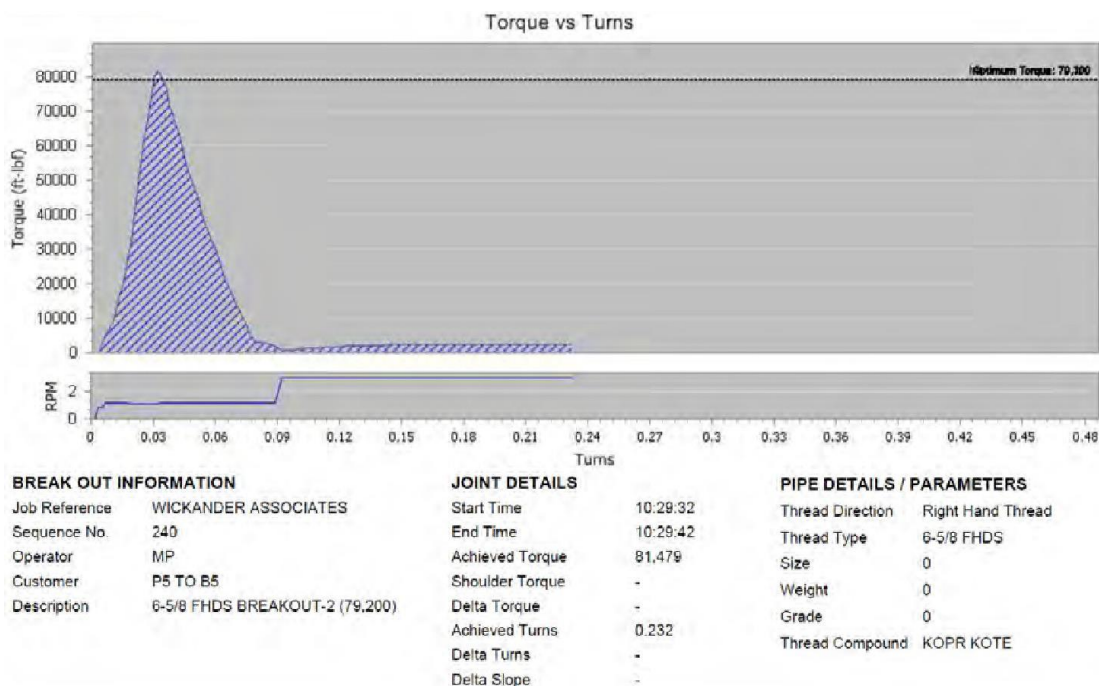 Torque vs Turns
80000
70000
60000
50000
40000
30000
20000
10000
0
Torque (ft-lbf)
Torque: 79,200
RPM
2
0
0 0.03 0.06 0.09 0.12 0.15 0.18 0.21 0.24 0.27 0.3 0.33 0.36 0.39 0.42 0.45 0.48
Turns
BREAK OUT INFORMATION
Job Reference WICKANDER ASSOCIATES
Sequence No. 240
Operator MP
Customer P5 TO B5
Description 6-5/8 FHDS BREAKOUT-2 (79,200)
JOINT DETAILS
Start Time 10:29:32
End Time 10:29:42
Achieved Torque 81,479
Shoulder Torque -
Delta Torque -
Achieved Turns 0.232
Delta Turns -
Delta Slope -
PIPE DETAILS / PARAMETERS
Thread Direction Right Hand Thread
Thread Type 6-5/8 FHDS
Size 0
Weight 0
Grade 0
Thread Compound KOPR KOTE